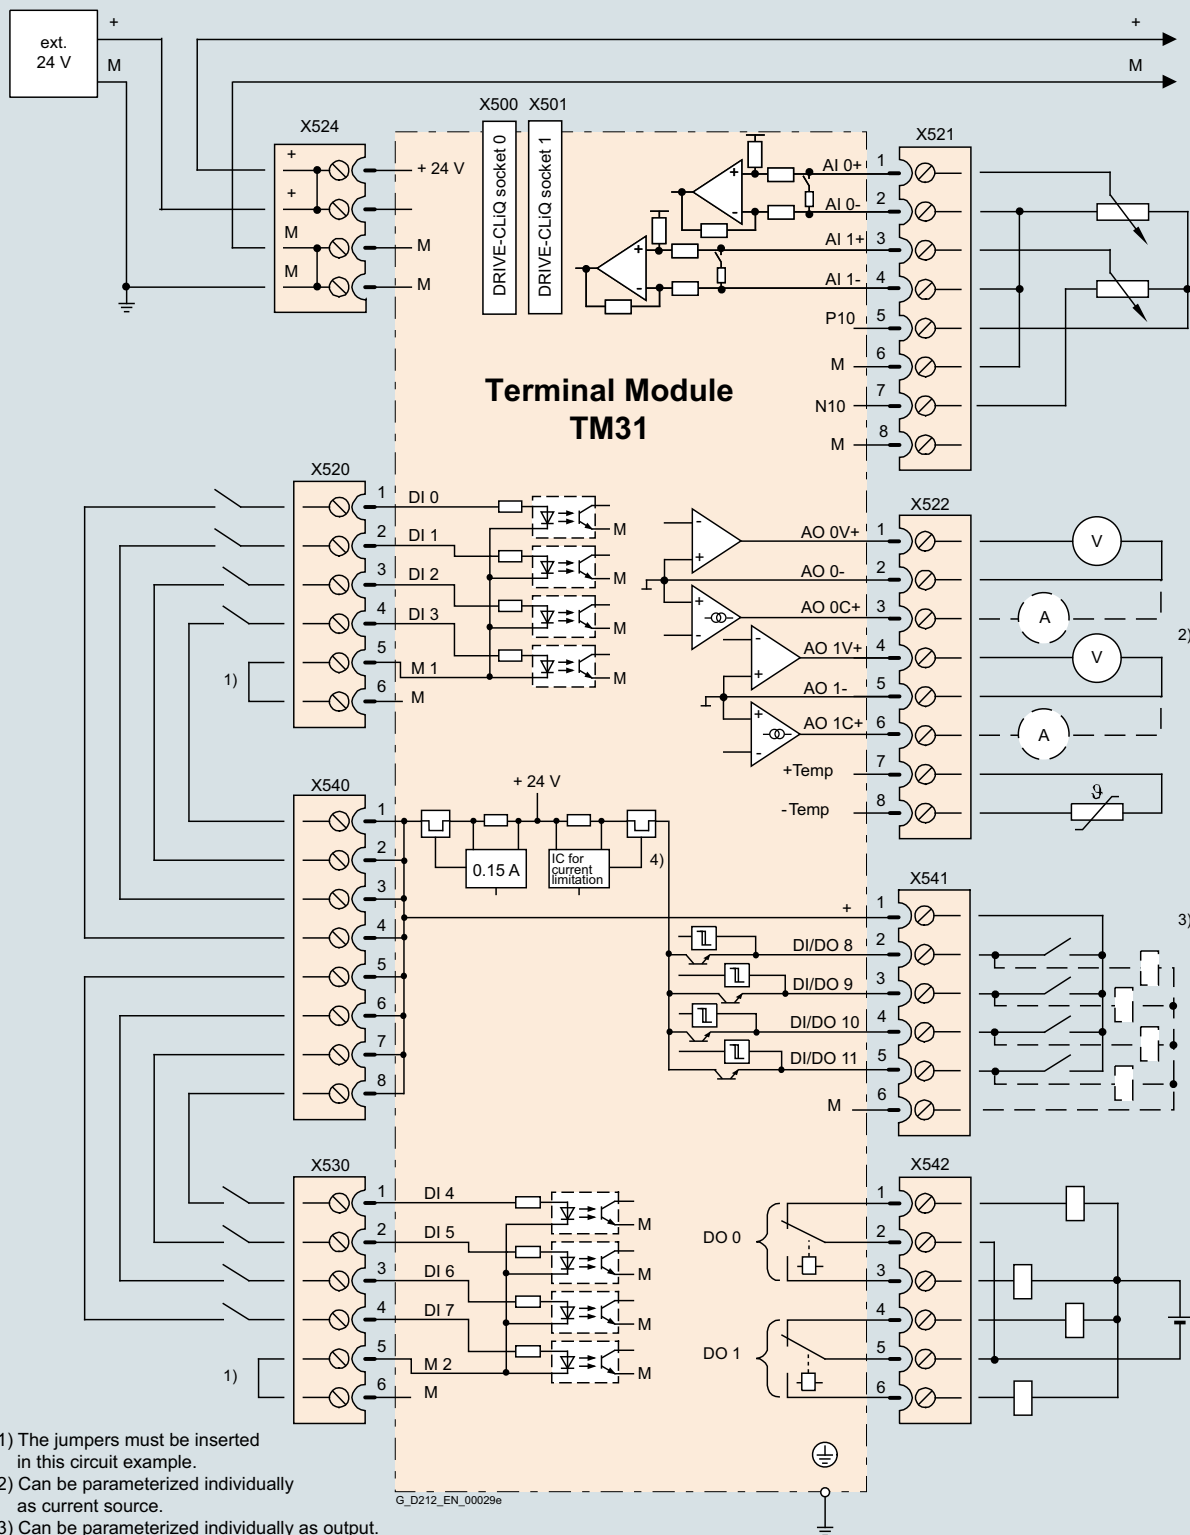 ext.
24 V
+
M
+
M
X524
+
+
M
M
+ 24 V
M
M
X500 X501
DRIVE-CLiQ socket 0
DRIVE-CLiQ socket 1
X521
+
-
+
-
AI 0+ 1
AI 0- 2
AI 1+ 3
AI 1- 4
P10 5
M 6
N10 7
M 8
Terminal Module
TM31
X520
1 DI 0
2 DI 1
3 DI 2
4 DI 3
5 M 1
6 M
1)
M
M
M
M
X522
-
+
+
-
-
+
+
-
AO 0V+ 1
AO 0- 2
AO 0C+ 3
AO 1V+ 4
AO 1- 5
AO 1C+ 6
+Temp 7
-Temp 8
V
A
V
A
2)
ϑ
X540
1
2
3
4
5
6
7
8
+ 24 V
0.15 A
IC for
current
limitation
4)
X541
+ 1
DI/DO 8 2
DI/DO 9 3
DI/DO 10 4
DI/DO 11 5
M 6
3)
X530
1 DI 4
2 DI 5
3 DI 6
4 DI 7
5 M 2
6 M
1)
M
M
M
M
X542
DO 0
DO 1
1
2
3
4
5
6
G_D212_EN_00029e
1) The jumpers must be inserted
in this circuit example.
2) Can be parameterized individually
as current source.
3) Can be parameterized individually as output.